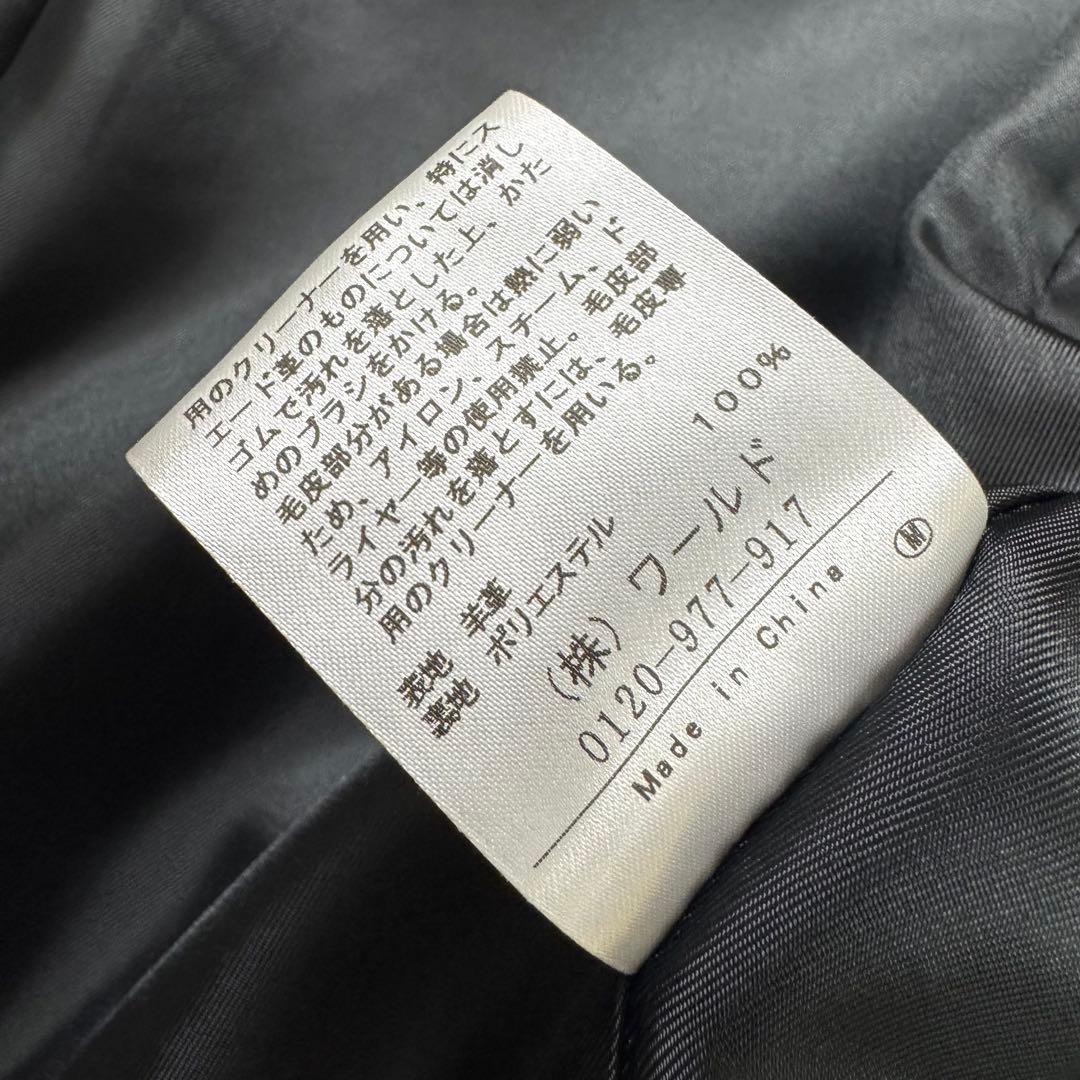 用のクリーナーを用い、特にス
エード革のものについては消し
ゴムで汚れを落とした上、かた
めのブラシをかける。
毛皮部分がある場合は熱に弱い
ため、アイロン、スチーム、ド
ライヤー等の使用禁止。毛皮部
分の汚れを落とすには、毛皮専
用のクリーナーを用いる。
表地 羊革
裏地 ポリエステル 100%
(株) ワールド
0120-977-917
Made in China
M